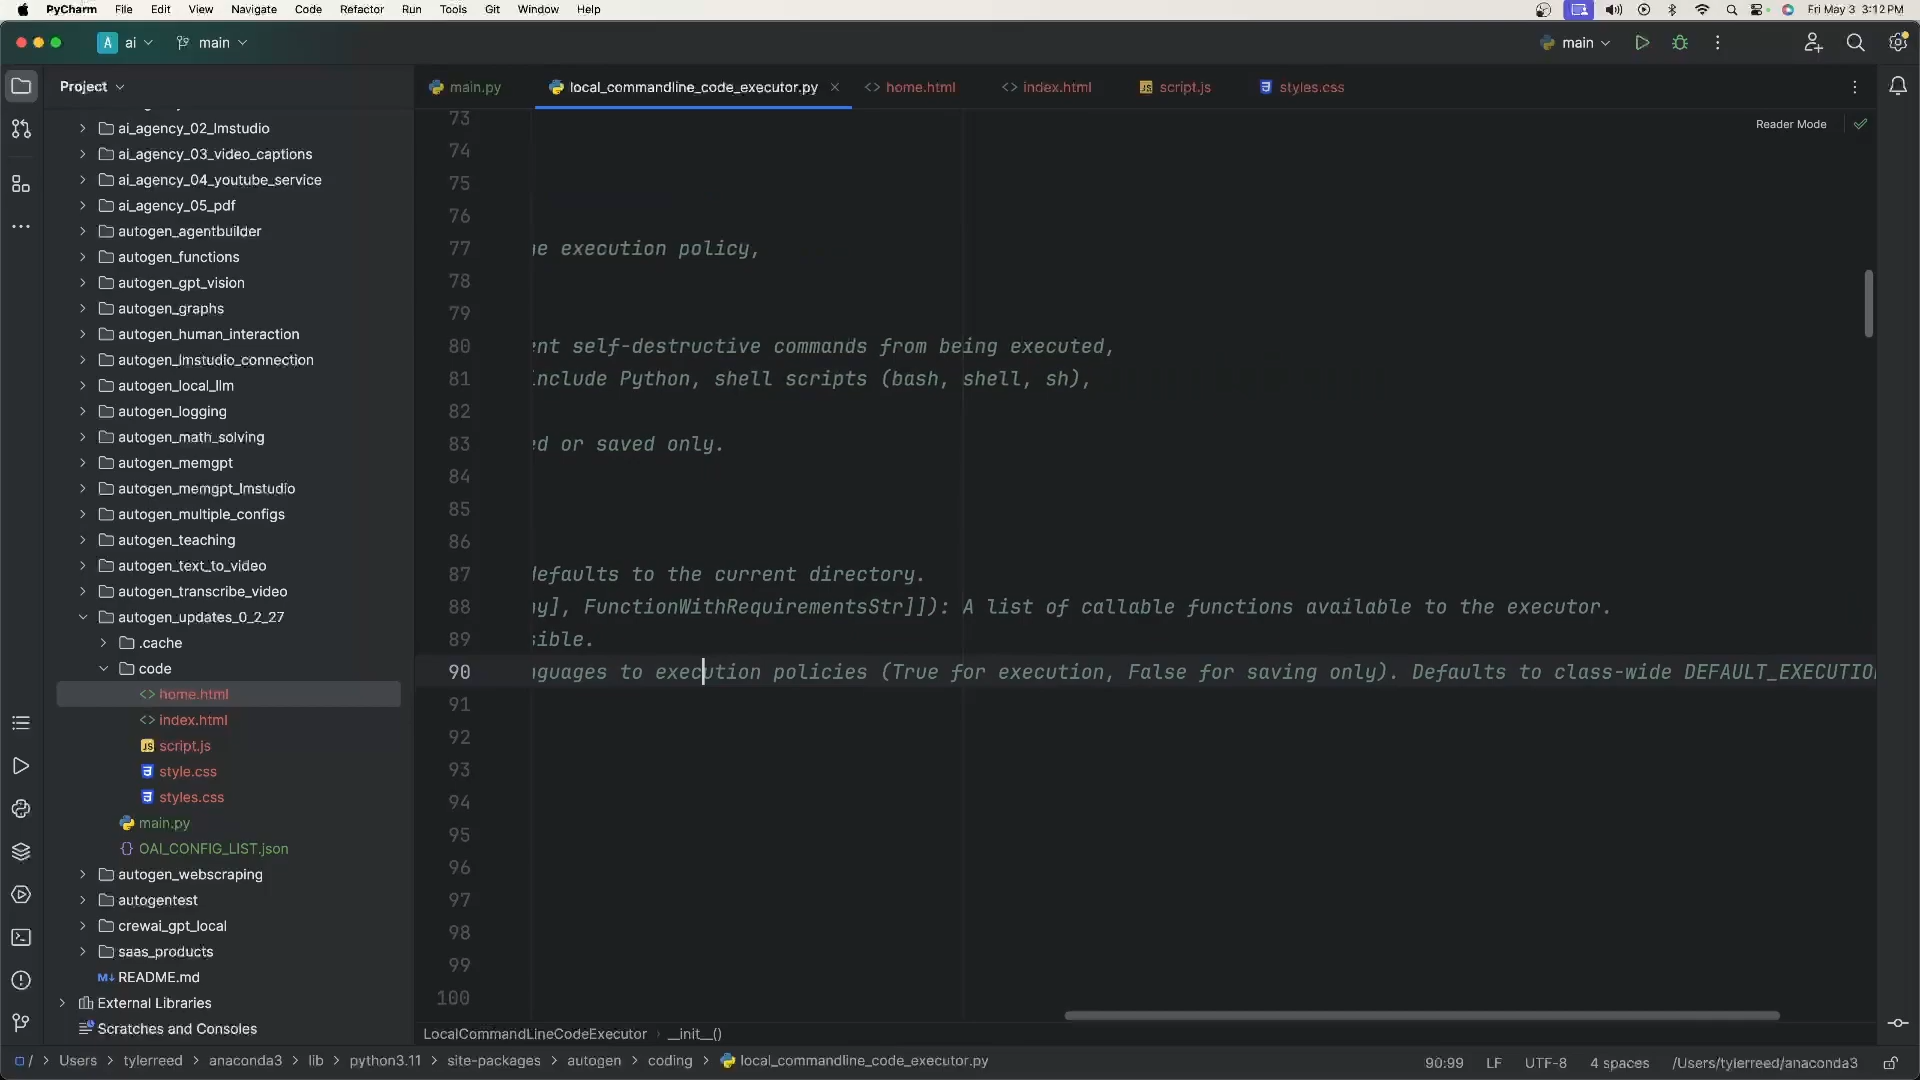 PyCharm File Edit View Navigate Code Refactor Run Tools Git Window Help Fri May 3 3:12 PM
A ai main main
Project
main.py local_commandline_code_executor.py home.html index.html script.js styles.css
Reader Mode
ai_agency_02_lmstudio
ai_agency_03_video_captions
ai_agency_04_youtube_service
ai_agency_05_pdf
autogen_agentbuilder
autogen_functions
autogen_gpt_vision
autogen_graphs
autogen_human_interaction
autogen_lmstudio_connection
autogen_local_llm
autogen_logging
autogen_math_solving
autogen_memgpt
autogen_memgpt_lmstudio
autogen_multiple_configs
autogen_teaching
autogen_text_to_video
autogen_transcribe_video
autogen_updates_0_2_27
.cache
code
home.html
index.html
script.js
style.css
styles.css
main.py
OAI_CONFIG_LIST.json
autogen_webscraping
autogentest
crewai_gpt_local
saas_products
README.md
External Libraries
Scratches and Consoles
73
74
75
76
77 execution policy,
78
79
80 ent self-destructive commands from being executed,
81 include Python, shell scripts (bash, shell, sh),
82
83 ed or saved only.
84
85
86
87 defaults to the current directory.
88 ny], FunctionWithRequirementsStr]]): A list of callable functions available to the executor.
89 sible.
90 nguages to execution policies (True for execution, False for saving only). Defaults to class-wide DEFAULT_EXECUTION
91
92
93
94
95
96
97
98
99
100
LocalCommandLineCodeExecutor › __init__()
/ › Users › tylerreed › anaconda3 › lib › python3.11 › site-packages › autogen › coding › local_commandline_code_executor.py 90:99 LF UTF-8 4 spaces /Users/tylerreed/anaconda3